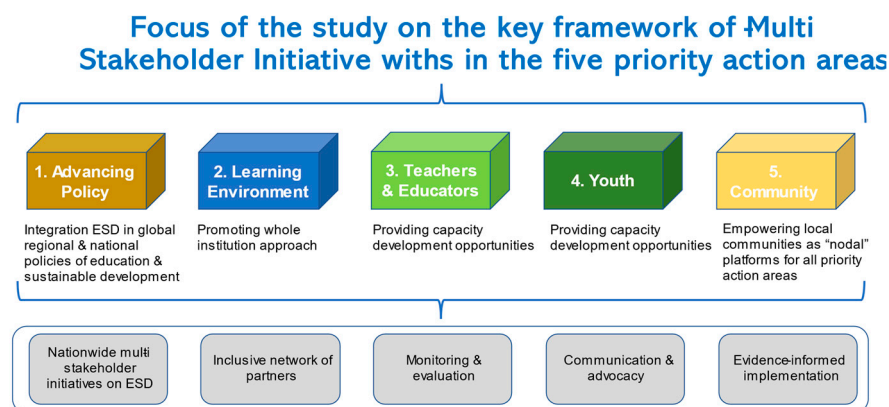 Focus of the study on the key framework of Multi
Stakeholder Initiative withs in the five priority action areas
1. Advancing
Policy
2. Learning
Environment
3. Teachers
& Educators
4. Youth
5.
Community
Integration ESD in global
regional & national
policies of education &
sustainable development
Promoting whole
institution approach
Providing capacity
development opportunities
Providing capacity
development opportunities
Empowering local
communities as “nodal”
platforms for all priority
action areas
Nationwide multi
stakeholder
initiatives on ESD
Inclusive network of
partners
Monitoring &
evaluation
Communication &
advocacy
Evidence-informed
implementation